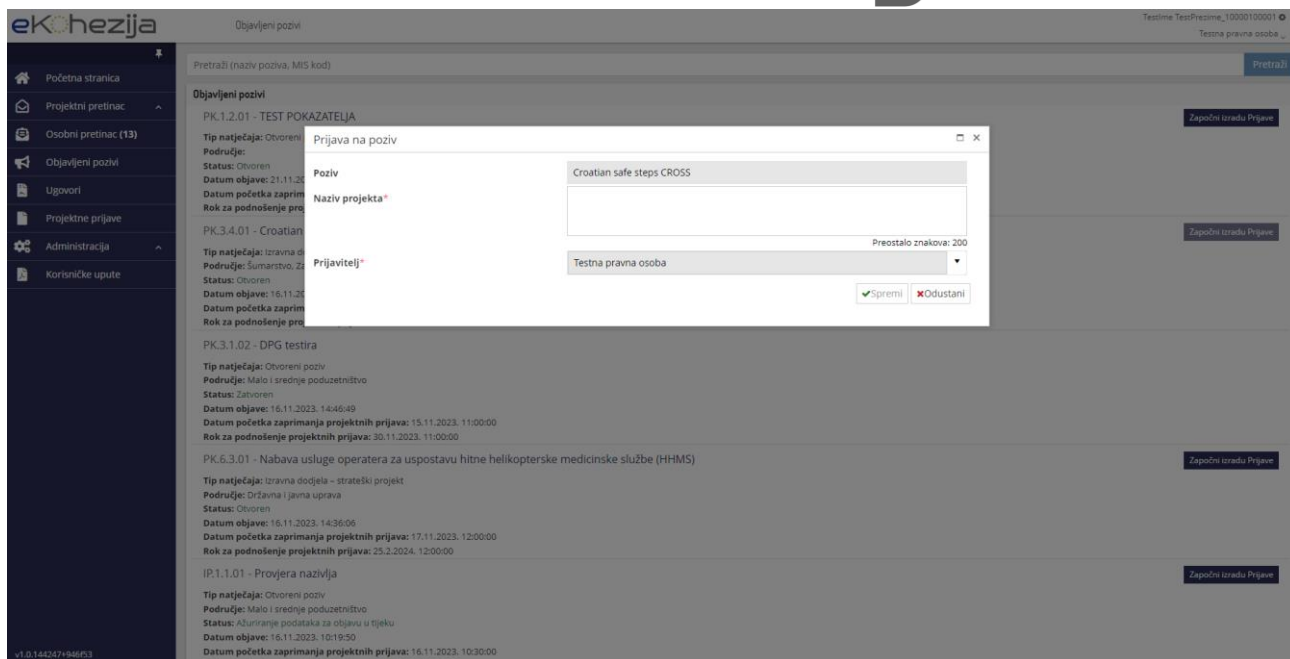 eKohezija
Objavljeni pozivi
Testime TestPrezime_10000100001
Testna pravna osoba
Početna stranica
Projektni pretinac
Osobni pretinac (13)
Objavljeni pozivi
Ugovori
Projektne prijave
Administracija
Korisničke upute
v1.0.144247+946f53
Pretraži (naziv poziva, MIS kod)
Pretraži
Objavljeni pozivi
PK.1.2.01 - TEST POKAZATELJA
Započni izradu Prijave
Tip natječaja: Otvoreni
Područje:
Status: Otvoren
Datum objave: 21.11.20
Datum početka zaprim
Rok za podnošenje pro
PK.3.4.01 - Croatian
Započni izradu Prijave
Tip natječaja: Izravna d
Područje: Šumarstvo, Za
Status: Otvoren
Datum objave: 16.11.20
Datum početka zaprim
Rok za podnošenje pro
Prijava na poziv
Poziv
Croatian safe steps CROSS
Naziv projekta*
Preostalo znakova: 200
Prijavitelj*
Testna pravna osoba
Spremi
Odustani
PK.3.1.02 - DPG testira
Tip natječaja: Otvoreni poziv
Područje: Malo i srednje poduzetništvo
Status: Zatvoren
Datum objave: 16.11.2023. 14:46:49
Datum početka zaprimanja projektnih prijava: 15.11.2023. 11:00:00
Rok za podnošenje projektnih prijava: 30.11.2023. 11:00:00
PK.6.3.01 - Nabava usluge operatera za uspostavu hitne helikopterske medicinske službe (HHMS)
Započni izradu Prijave
Tip natječaja: Izravna dodjela – strateški projekt
Područje: Državna i javna uprava
Status: Otvoren
Datum objave: 16.11.2023. 14:36:06
Datum početka zaprimanja projektnih prijava: 17.11.2023. 12:00:00
Rok za podnošenje projektnih prijava: 25.2.2024. 12:00:00
IP.1.1.01 - Provjera nazivlja
Započni izradu Prijave
Tip natječaja: Otvoreni poziv
Područje: Malo i srednje poduzetništvo
Status: Ažuriranje podataka za objavu u tijeku
Datum objave: 16.11.2023. 10:19:50
Datum početka zaprimanja projektnih prijava: 16.11.2023. 10:30:00